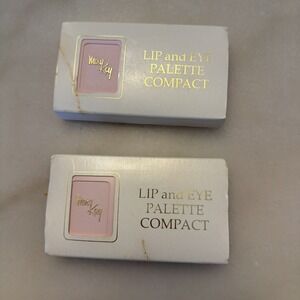 Mary Kay
LIP and EYE
PALETTE
COMPACT
Mary Kay
LIP and EYE
PALETTE
COMPACT